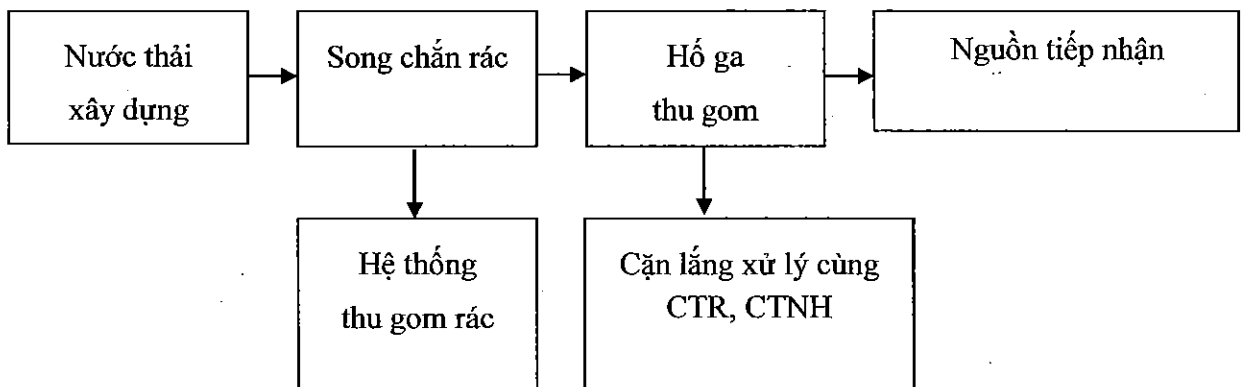 Nước thải
xây dựng
Song chắn rác
Hố ga
thu gom
Nguồn tiếp nhận
Hệ thống
thu gom rác
Cặn lắng xử lý cùng
CTR, CTNH